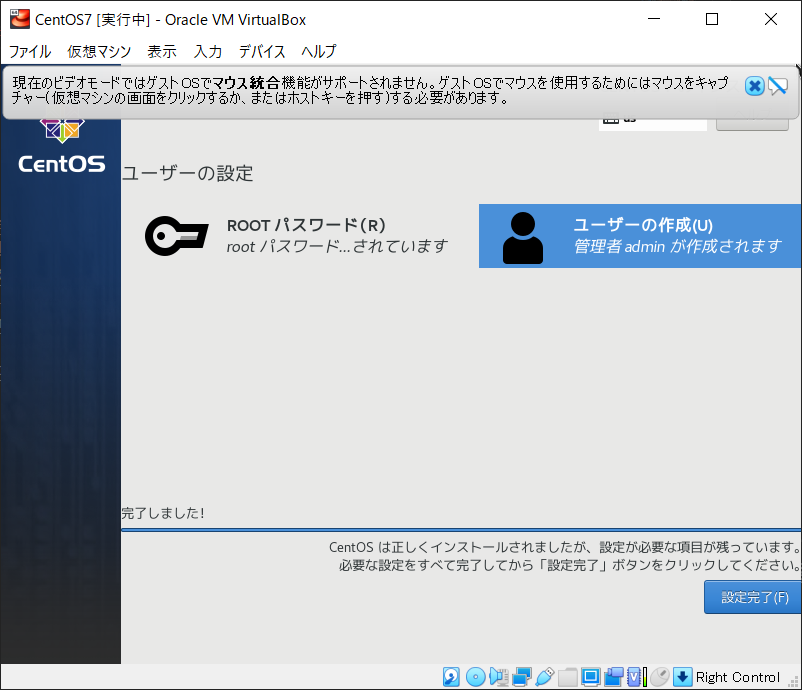 CentOS7 [実行中] - Oracle VM VirtualBox
ファイル 仮想マシン 表示 入力 デバイス ヘルプ
現在のビデオモードではゲストOSでマウス統合機能がサポートされません。ゲストOSでマウスを使用するためにはマウスをキャプ
チャー(仮想マシンの画面をクリックするか、またはホストキーを押す)する必要があります。
CentOS
ユーザーの設定
ROOT パスワード(R)
root パスワード...されています
ユーザーの作成(U)
管理者 admin が作成されます
完了しました!
CentOS は正しくインストールされましたが、設定が必要な項目が残っています。
必要な設定をすべて完了してから「設定完了」ボタンをクリックしてください。
設定完了(F)
Right Control